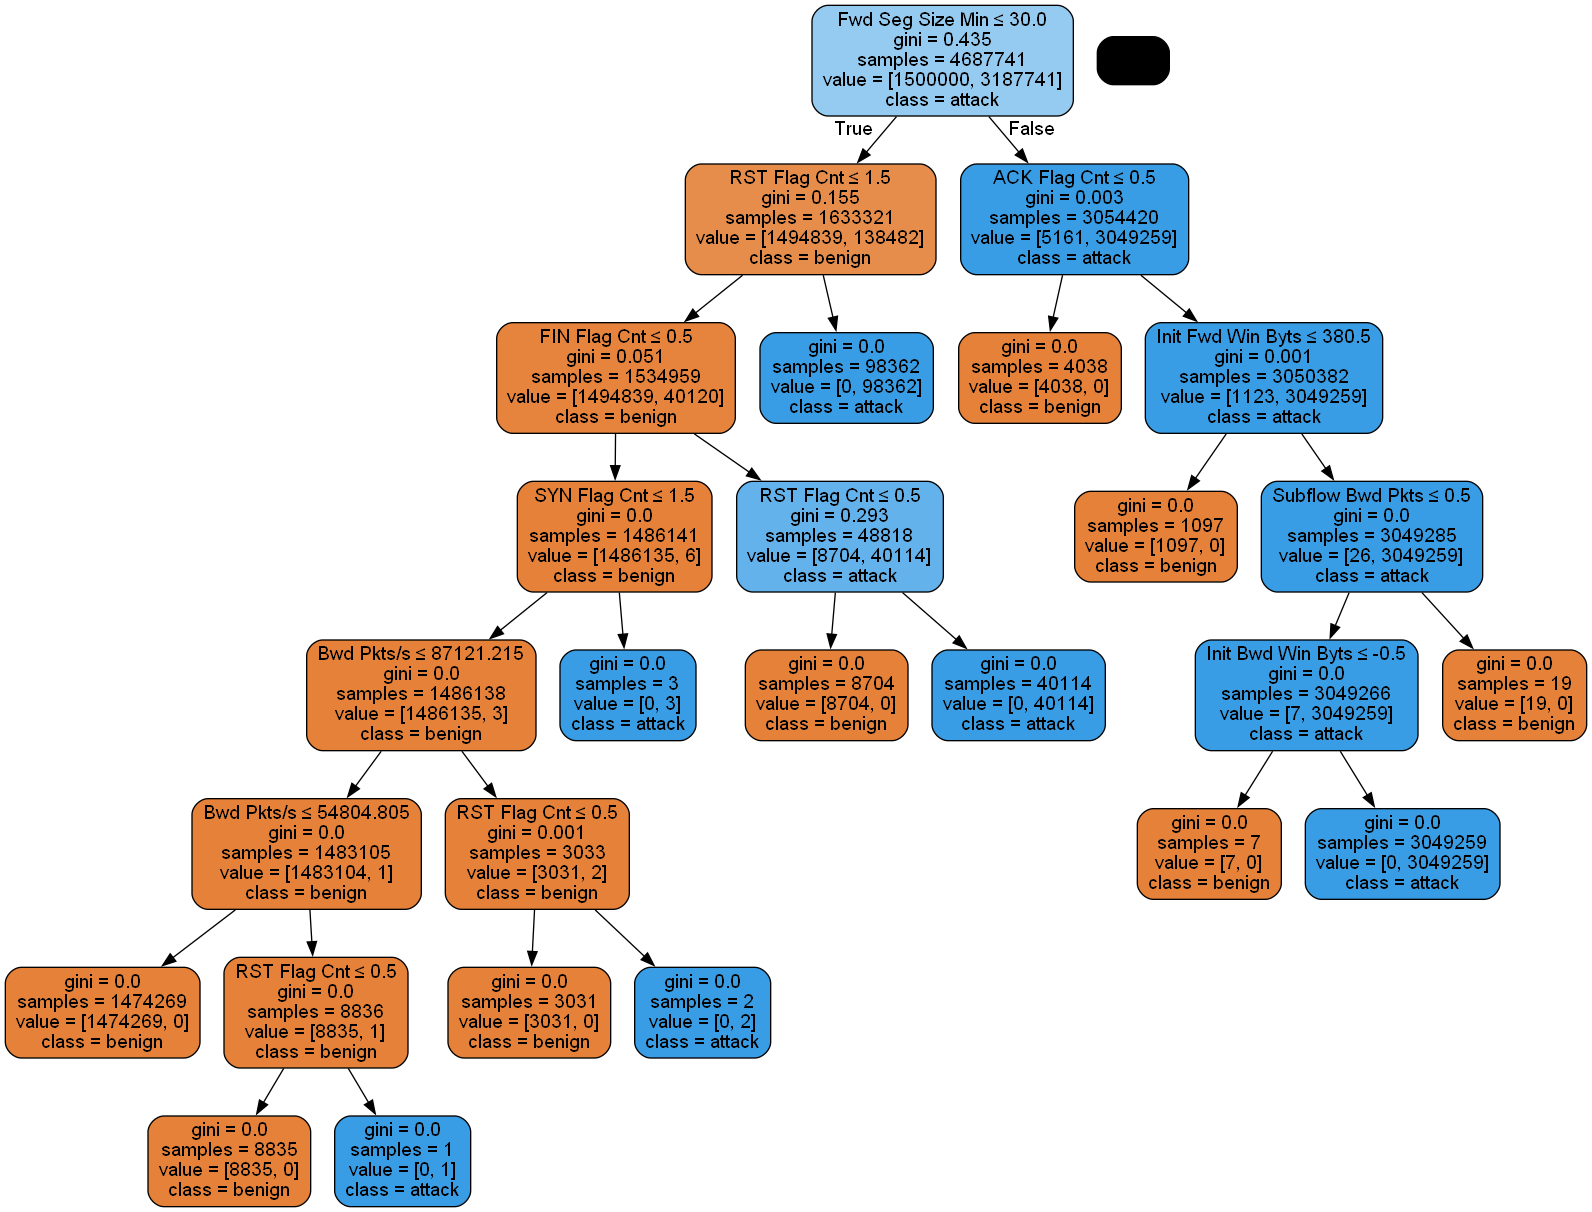 Fwd Seg Size Min ≤ 30.0
gini = 0.435
samples = 4687741
value = [1500000, 3187741]
class = attack
True
False
RST Flag Cnt ≤ 1.5
gini = 0.155
samples = 1633321
value = [1494839, 138482]
class = benign
ACK Flag Cnt ≤ 0.5
gini = 0.003
samples = 3054420
value = [5161, 3049259]
class = attack
FIN Flag Cnt ≤ 0.5
gini = 0.051
samples = 1534959
value = [1494839, 40120]
class = benign
gini = 0.0
samples = 98362
value = [0, 98362]
class = attack
gini = 0.0
samples = 4038
value = [4038, 0]
class = benign
Init Fwd Win Byts ≤ 380.5
gini = 0.001
samples = 3050382
value = [1123, 3049259]
class = attack
SYN Flag Cnt ≤ 1.5
gini = 0.0
samples = 1486141
value = [1486135, 6]
class = benign
RST Flag Cnt ≤ 0.5
gini = 0.293
samples = 48818
value = [8704, 40114]
class = attack
gini = 0.0
samples = 1097
value = [1097, 0]
class = benign
Subflow Bwd Pkts ≤ 0.5
gini = 0.0
samples = 3049285
value = [26, 3049259]
class = attack
Bwd Pkts/s ≤ 87121.215
gini = 0.0
samples = 1486138
value = [1486135, 3]
class = benign
gini = 0.0
samples = 3
value = [0, 3]
class = attack
gini = 0.0
samples = 8704
value = [8704, 0]
class = benign
gini = 0.0
samples = 40114
value = [0, 40114]
class = attack
Init Bwd Win Byts ≤ -0.5
gini = 0.0
samples = 3049266
value = [7, 3049259]
class = attack
gini = 0.0
samples = 19
value = [19, 0]
class = benign
Bwd Pkts/s ≤ 54804.805
gini = 0.0
samples = 1483105
value = [1483104, 1]
class = benign
RST Flag Cnt ≤ 0.5
gini = 0.001
samples = 3033
value = [3031, 2]
class = benign
gini = 0.0
samples = 7
value = [7, 0]
class = benign
gini = 0.0
samples = 3049259
value = [0, 3049259]
class = attack
gini = 0.0
samples = 1474269
value = [1474269, 0]
class = benign
RST Flag Cnt ≤ 0.5
gini = 0.0
samples = 8836
value = [8835, 1]
class = benign
gini = 0.0
samples = 3031
value = [3031, 0]
class = benign
gini = 0.0
samples = 2
value = [0, 2]
class = attack
gini = 0.0
samples = 8835
value = [8835, 0]
class = benign
gini = 0.0
samples = 1
value = [0, 1]
class = attack